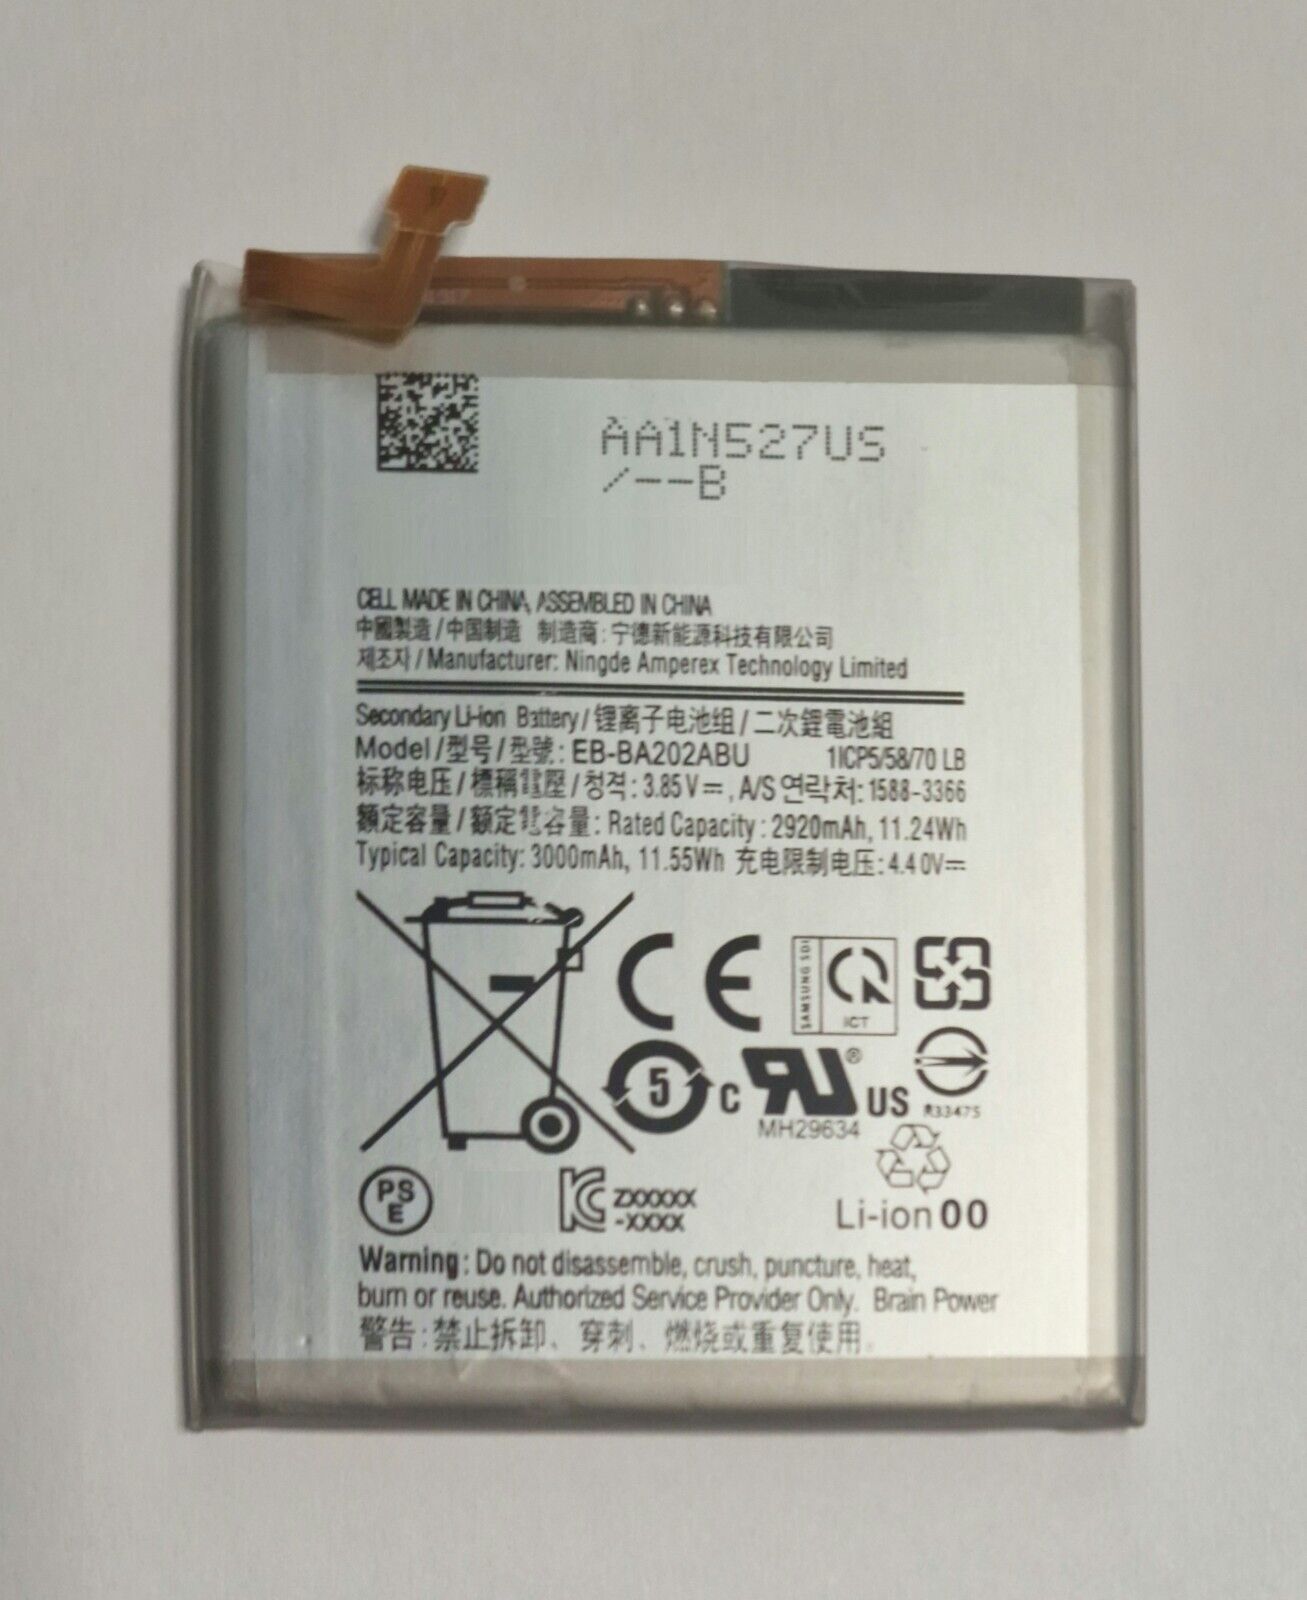 AA1N527US
/--B
CELL MADE IN CHINA, ASSEMBLED IN CHINA
中國製造/中国制造 制造商:宁德新能源科技有限公司
제조자/Manufacturer: Ningde Amperex Technology Limited
Secondary Li-ion Battery/锂离子电池组/二次鋰電池組
Model/型号/型號: EB-BA202ABU 1ICP5/58/70 LB
标称电压/標稱電壓/정격: 3.85V⎓, A/S 연락처: 1588-3366
額定容量/額定電容量: Rated Capacity: 2920mAh, 11.24Wh
Typical Capacity: 3000mAh, 11.55Wh 充电限制电压: 4.40V⎓
CE
SAMSUNG SDI
ICT
5
C RU ® US
MH29634
R33475
PS
E
KC ZXXXXX
-XXXX
Li-ion 00
Warning: Do not disassemble, crush, puncture, heat,
burn or reuse. Authorized Service Provider Only. Brain Power
警告:禁止拆卸、穿刺、燃烧或重复使用。